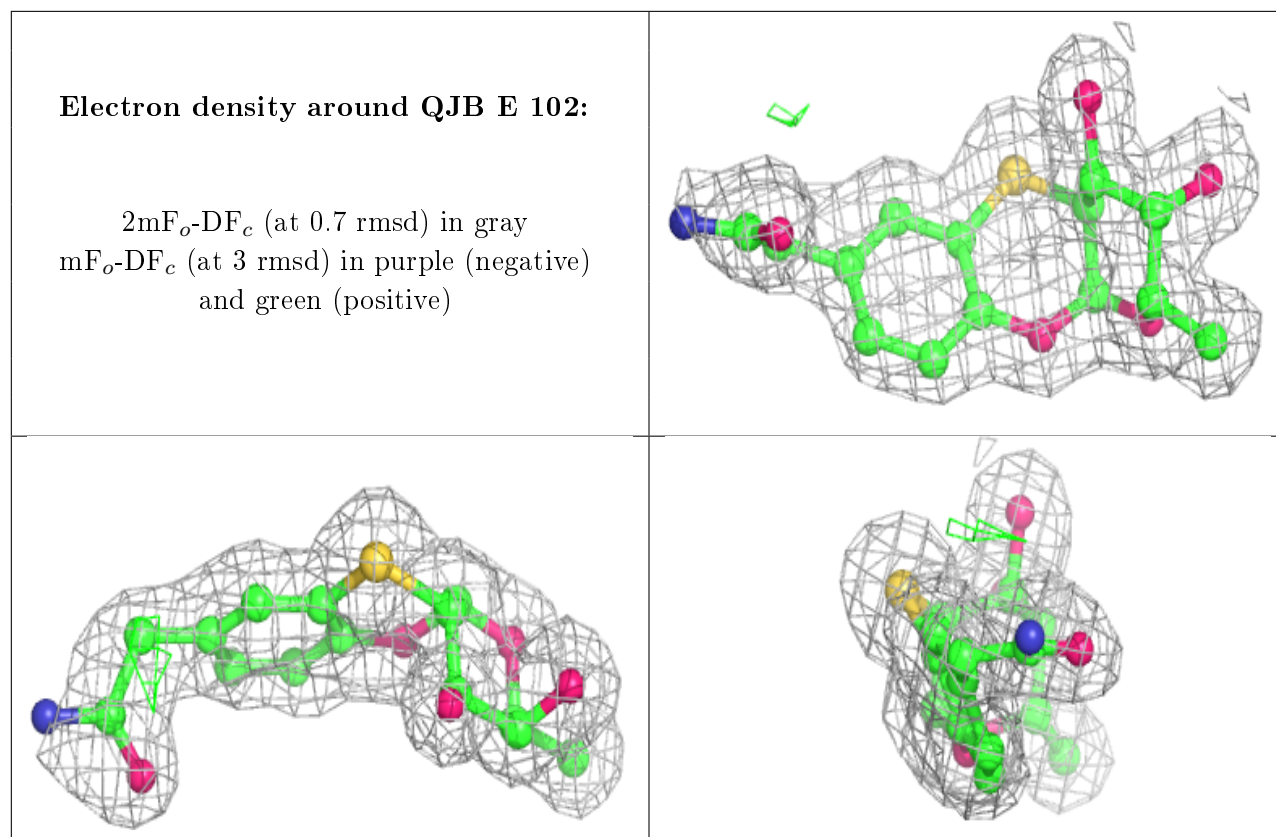 Electron density around QJB E 102:
2mFₒ-DF𝒸 (at 0.7 rmsd) in gray
mFₒ-DF𝒸 (at 3 rmsd) in purple (negative)
and green (positive)